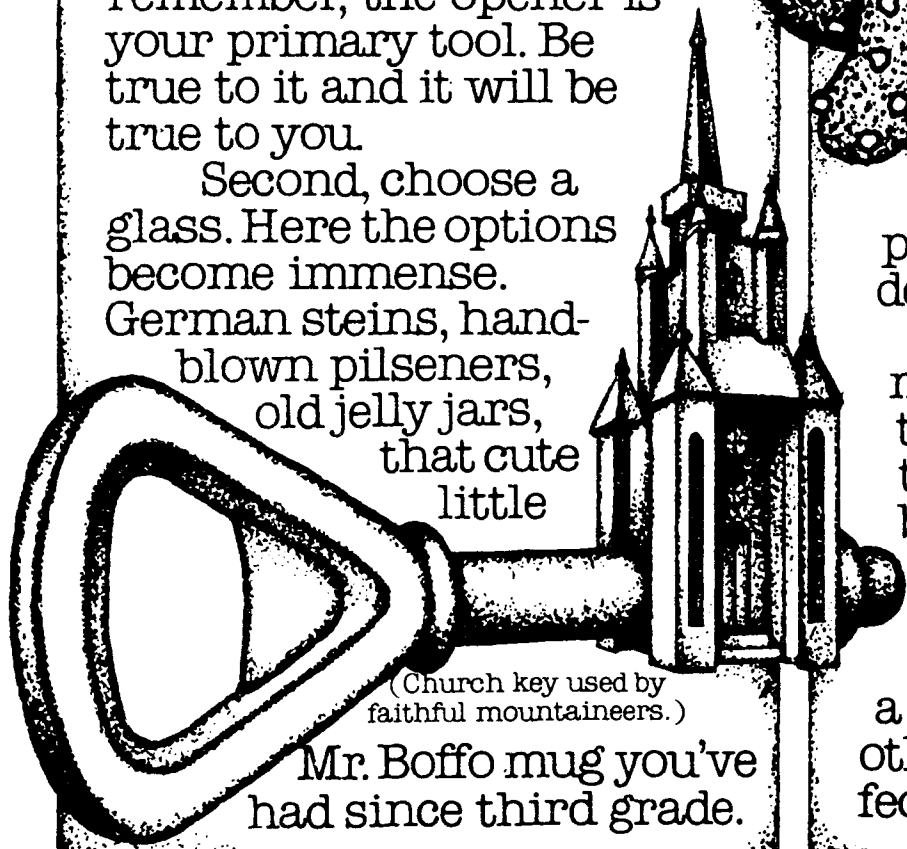 remember, the opener is
your primary tool. Be
true to it and it will be
true to you.
Second, choose a
glass. Here the options
become immense.
German steins, hand-
blown pilseners,
old jelly jars,
that cute
little
(Church key used by
faithful mountaineers.)
Mr. Boffo mug you've
had since third grade.